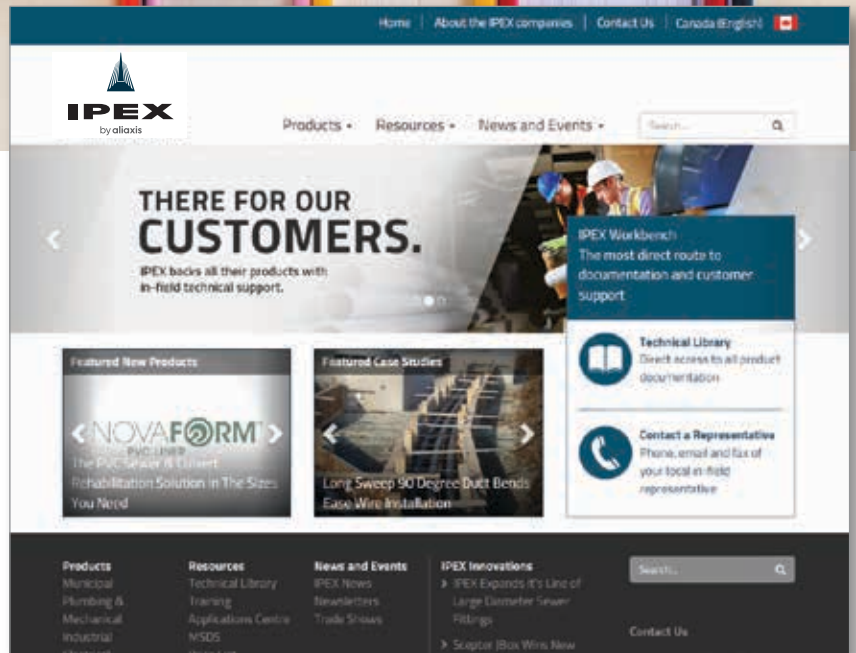 Home | About the IPEX companies | Contact Us | Canada (English)
IPEX
by aliaxis
Products
Resources
News and Events
Search...
THERE FOR OUR
CUSTOMERS.
IPEX backs all their products with
in-field technical support.
IPEX Workbench
The most direct route to
documentation and customer
support
Technical Library
Direct access to all product
documentation
Contact a Representative
Phone, email and fax of
your local in-field
representative
Featured New Products
NOVAFORM
PVC LINER
The PVC Sewer & Culvert
Rehabilitation Solution in The Sizes
You Need
Featured Case Studies
Long Sweep 90 Degree Duct Bends
Ease Wire Installation
Products
Municipal
Plumbing &
Mechanical
Industrial
Resources
Technical Library
Training
Applications Centre
MSDS
News and Events
IPEX News
Newsletters
Trade Shows
IPEX Innovations
IPEX Expands it's Line of
Large Diameter Sewer
Fittings
Scepter JBox Wins New
Search...
Contact Us